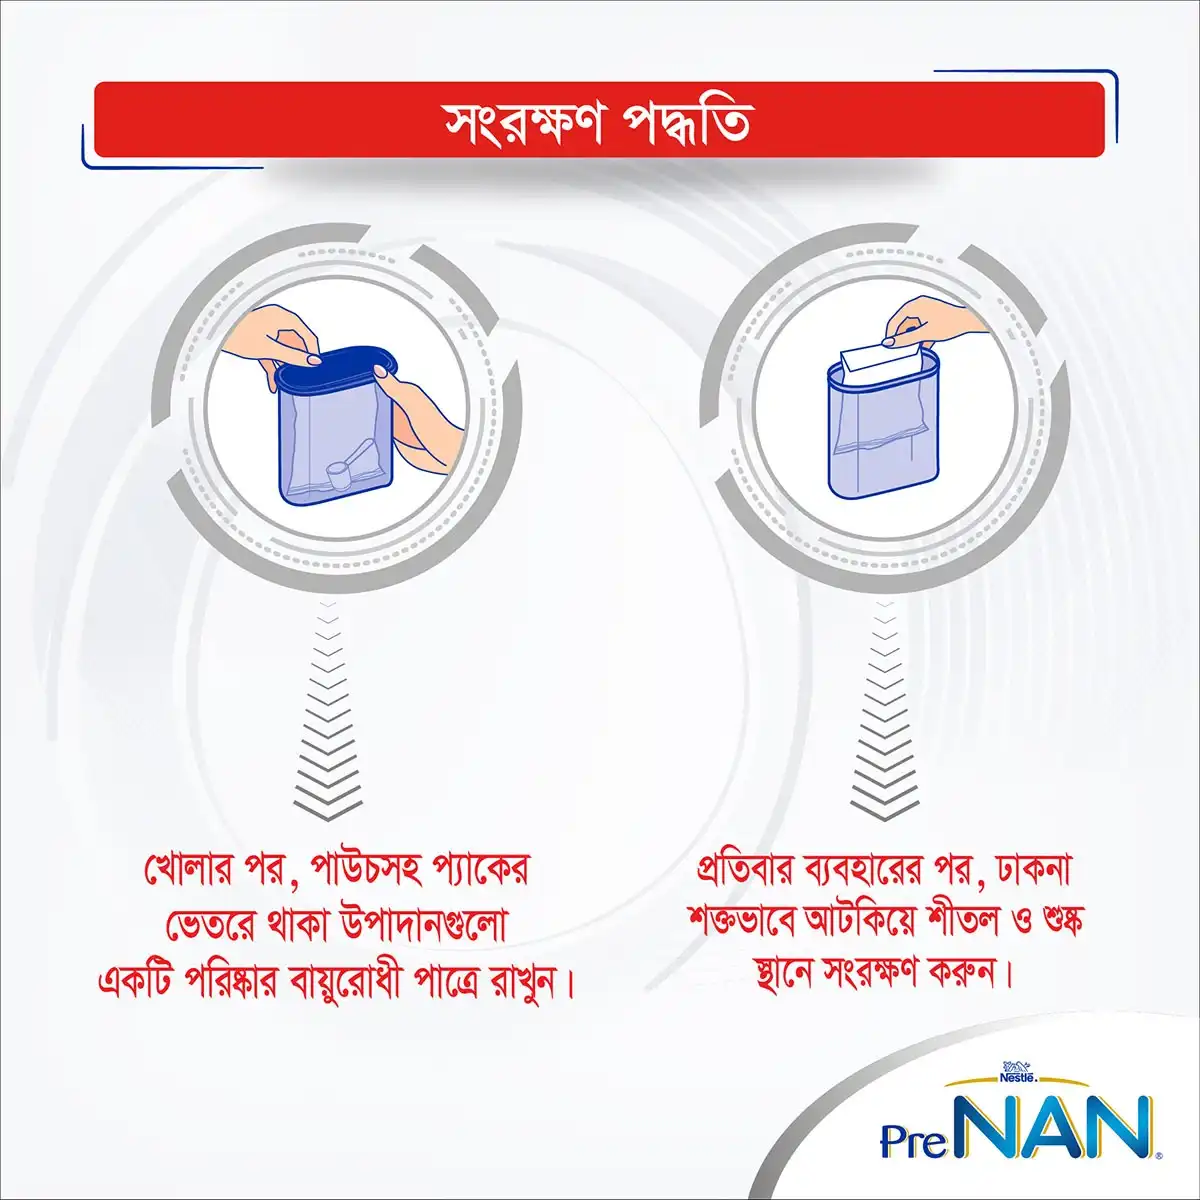 সংরক্ষণ পদ্ধতি
খোলার পর, পাউচসহ প্যাকের
ভেতরে থাকা উপাদানগুলো
একটি পরিষ্কার বায়ুরোধী পাত্রে রাখুন।
প্রতিবার ব্যবহারের পর, ঢাকনা
শক্তভাবে আটকিয়ে শীতল ও শুষ্ক
স্থানে সংরক্ষণ করুন।
Nestlé.
PreNAN®